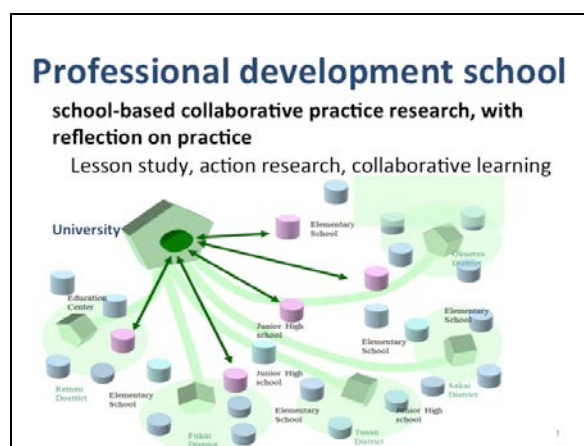 Professional development school
school-based collaborative practice research, with
reflection on practice
Lesson study, action research, collaborative learning
University
Elementary
School
District
Education
Center
Junior High
school
Elementary
School
Elementary
School
Elementary
School
Junior High
school
Elementary
School
Junior High
school
Sakai
District
Fukui
District
District